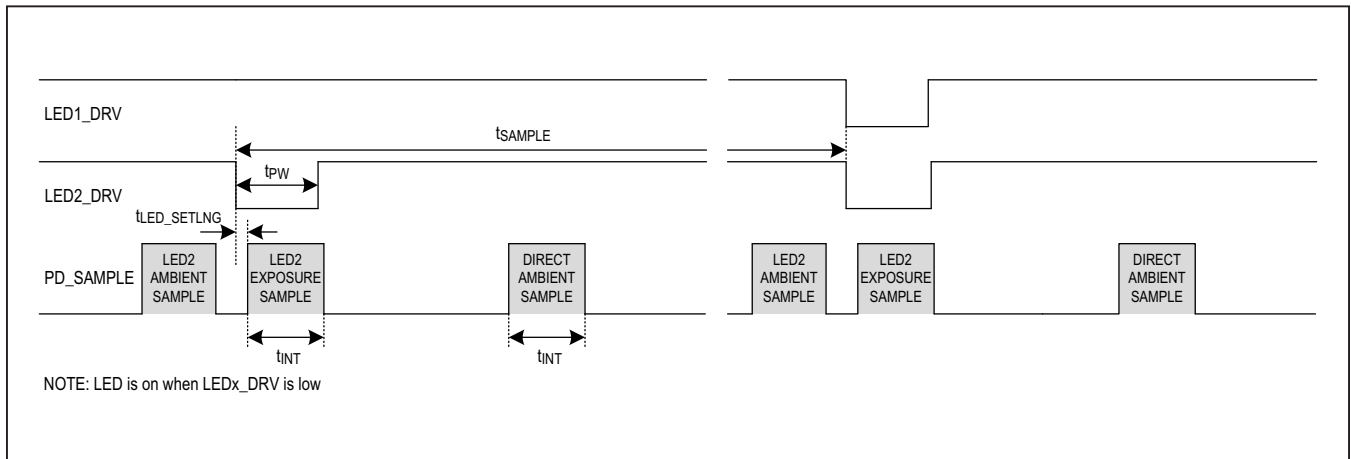 LED1_DRV
tSAMPLE
tPW
LED2_DRV
tLED_SETLNG
PD_SAMPLE
LED2
AMBIENT
SAMPLE
LED2
EXPOSURE
SAMPLE
DIRECT
AMBIENT
SAMPLE
LED2
AMBIENT
SAMPLE
LED2
EXPOSURE
SAMPLE
DIRECT
AMBIENT
SAMPLE
tINT
tINT
NOTE: LED is on when LEDx_DRV is low